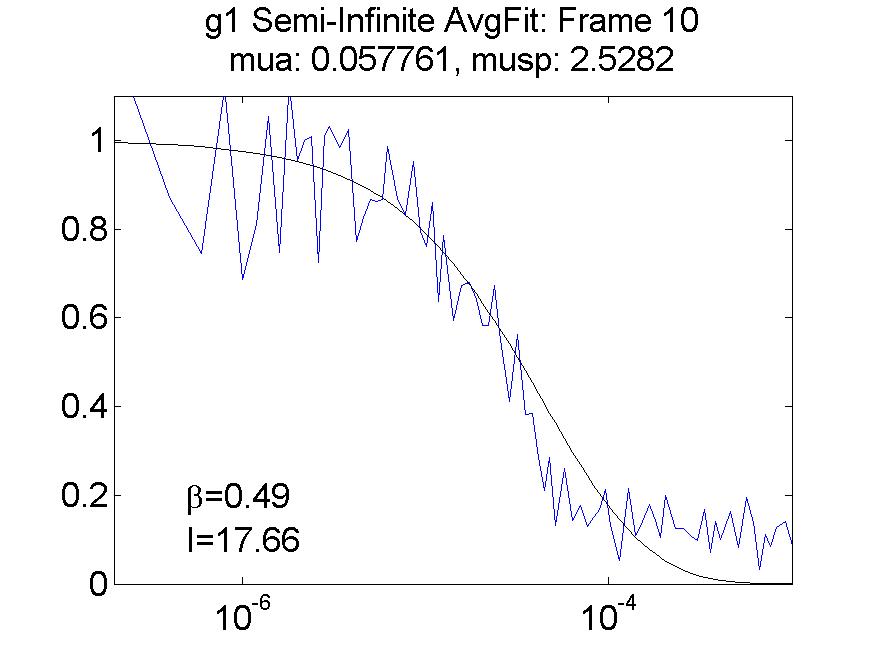 g1 Semi-Infinite AvgFit: Frame 10
mua: 0.057761, musp: 2.5282
1
0.8
0.6
0.4
0.2
0
β=0.49
I=17.66
10^-6
10^-4